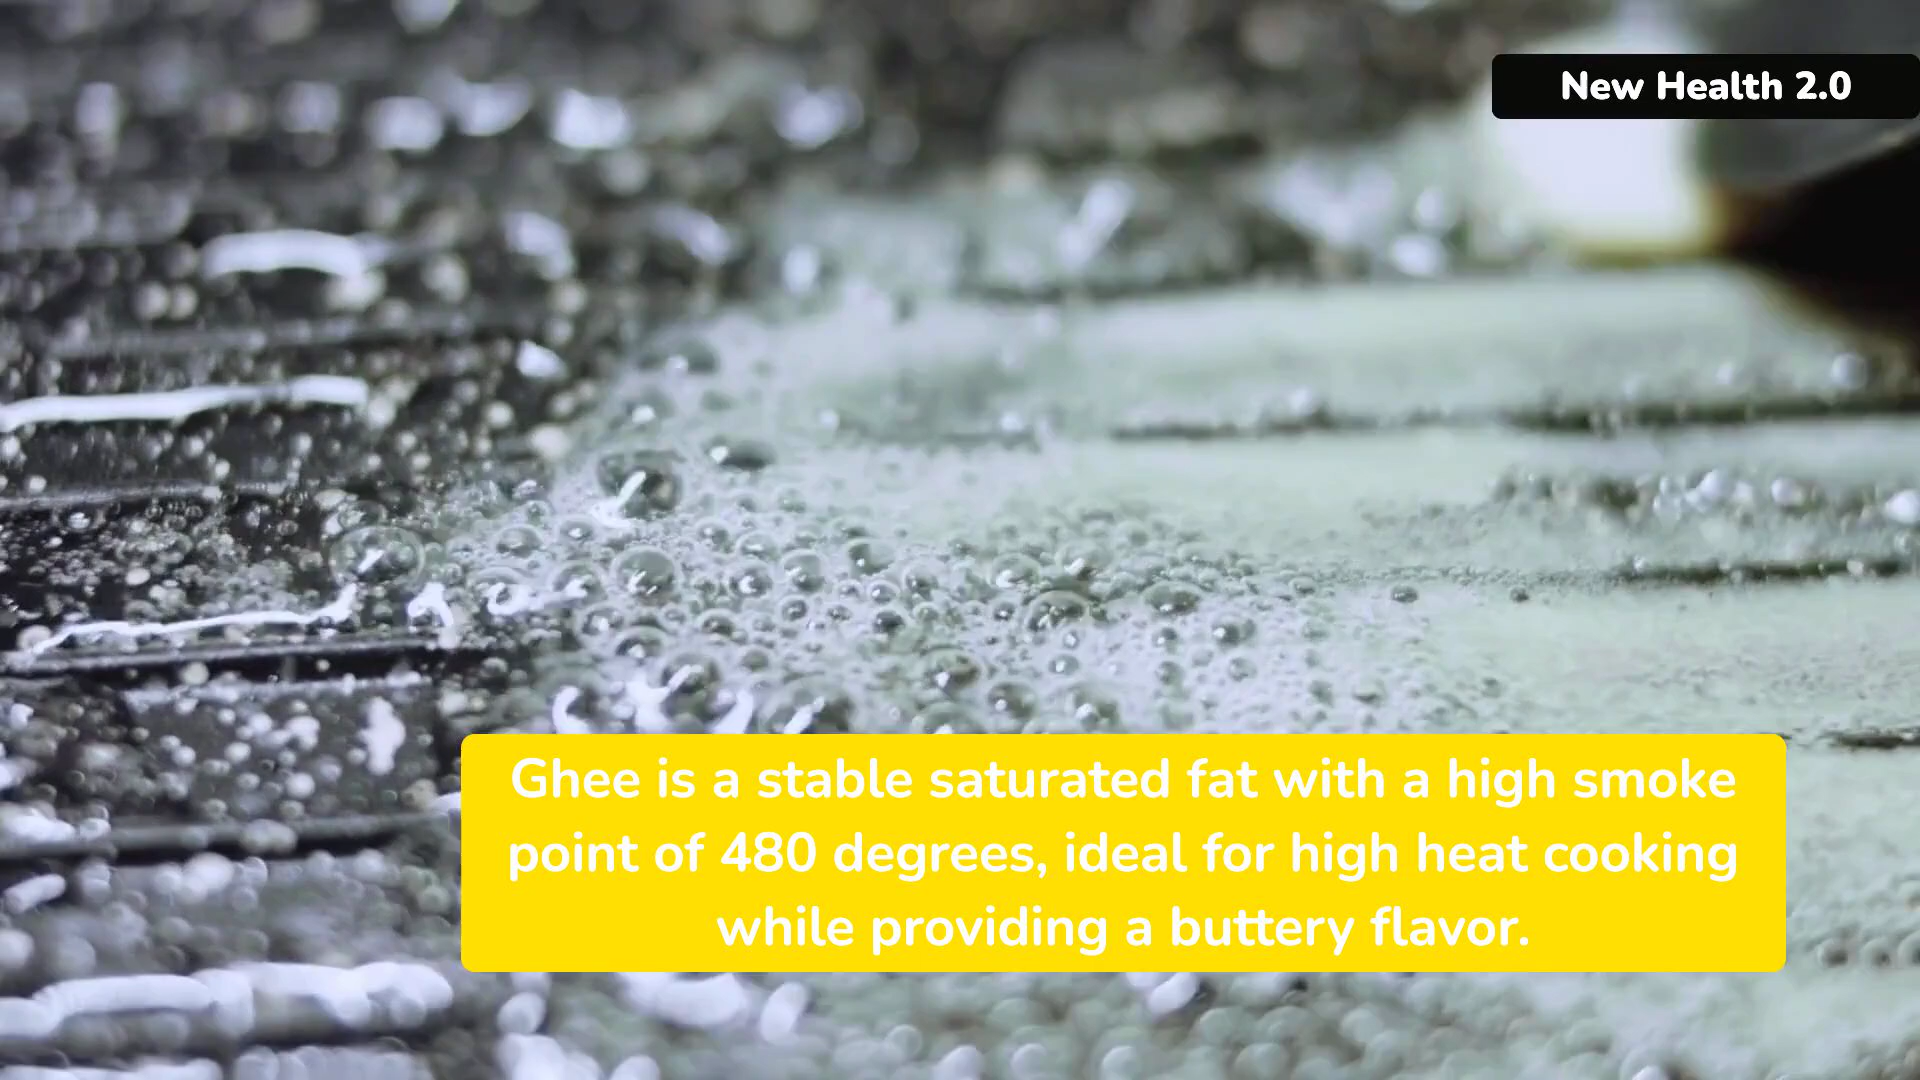 New Health 2.0
Ghee is a stable saturated fat with a high smoke
point of 480 degrees, ideal for high heat cooking
while providing a buttery flavor.